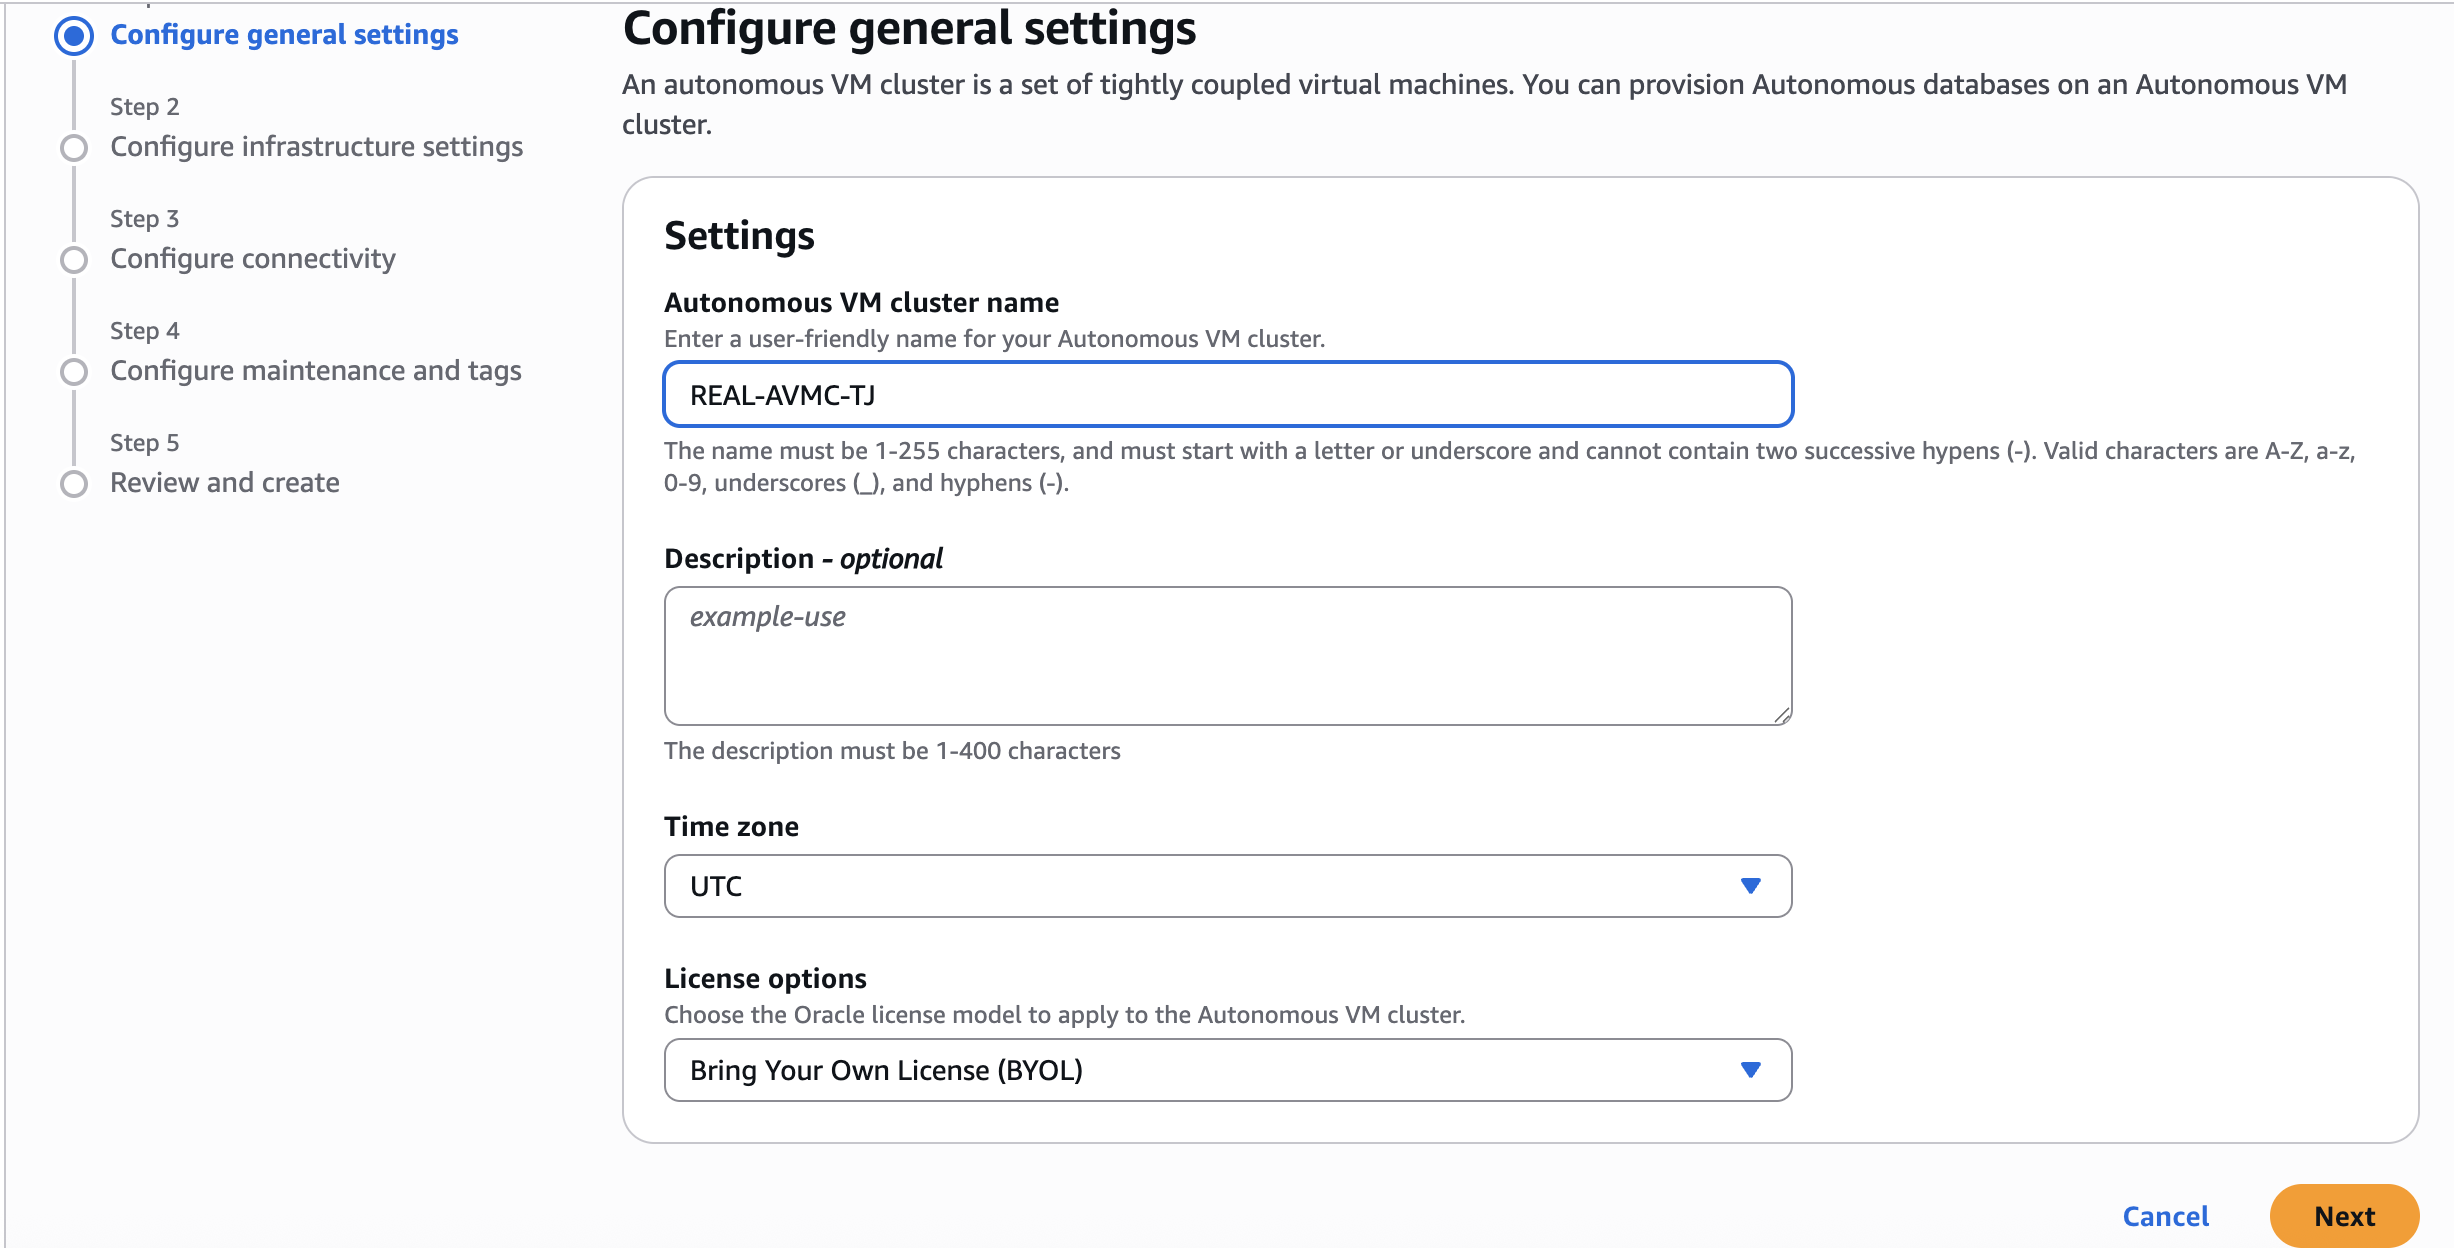 Configure general settings
Step 2
Configure infrastructure settings
Step 3
Configure connectivity
Step 4
Configure maintenance and tags
Step 5
Review and create
Configure general settings
An autonomous VM cluster is a set of tightly coupled virtual machines. You can provision Autonomous databases on an Autonomous VM
cluster.
Settings
Autonomous VM cluster name
Enter a user-friendly name for your Autonomous VM cluster.
REAL-AVMC-TJ
The name must be 1-255 characters, and must start with a letter or underscore and cannot contain two successive hypens (-). Valid characters are A-Z, a-z,
0-9, underscores (_), and hyphens (-).
Description - optional
example-use
The description must be 1-400 characters
Time zone
UTC
License options
Choose the Oracle license model to apply to the Autonomous VM cluster.
Bring Your Own License (BYOL)
Cancel
Next